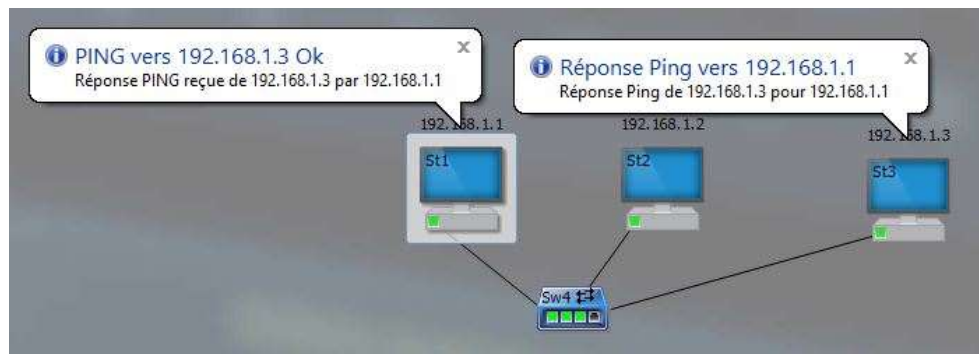 PING vers 192.168.1.3 Ok
Réponse PING reçue de 192.168.1.3 par 192.168.1.1
Réponse Ping vers 192.168.1.1
Réponse Ping de 192.168.1.3 pour 192.168.1.1
192.168.1.1
192.168.1.2
192.168.1.3
St1
St2
St3
Sw4